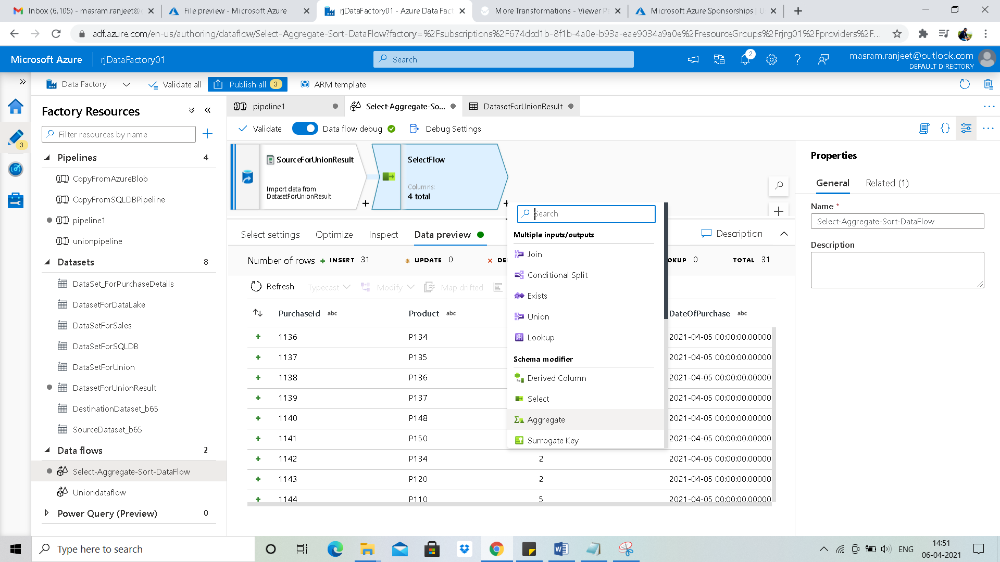 Inbox (6,105) - masram.ranjeet@g
File preview - Microsoft Azure
rjDataFactory01 - Azure Data Fact
More Transformations - Viewer Pa
Microsoft Azure Sponsorships | U
adf.azure.com/en-us/authoring/dataflow/Select-Aggregate-Sort-DataFlow?factory=%2Fsubscriptions%2F674dcd1b-8f1b-4a0e-b93a-eae9034a9a0e%2FresourceGroups%2Frjrg01%2Fproviders%2F...
Microsoft Azure
rjDataFactory01
Search
2
masram.ranjeet@outlook.com
DEFAULT DIRECTORY
Data Factory
Validate all
Publish all 3
ARM template
Factory Resources
pipeline1
Select-Aggregate-So...
DatasetForUnionResult
Filter resources by name
Validate
Data flow debug
Debug Settings
3
Pipelines 4
CopyFromAzureBlob
CopyFromSQLDBPipeline
pipeline1
unionpipeline
Datasets 8
DataSet_ForPurchaseDetails
DatasetForDataLake
DataSetForSales
DataSetForSQLDB
DataSetForUnion
DatasetForUnionResult
DestinationDataset_b65
SourceDataset_b65
Data flows 2
Select-Aggregate-Sort-DataFlow
Uniondataflow
Power Query (Preview) 0
SourceForUnionResult
Import data from
DatasetForUnionResult
SelectFlow
Columns:
4 total
Select settings
Optimize
Inspect
Data preview
Description
Number of rows
INSERT 31
UPDATE 0
DE
OKUP 0
TOTAL 31
Refresh
Typecast
Modify
Map drifted
PurchaseId abc
Product abc
DateOfPurchase abc
1136 P134 2021-04-05 00:00:00.00000
1137 P135 2021-04-05 00:00:00.00000
1138 P136 2021-04-05 00:00:00.00000
1139 P137 2021-04-05 00:00:00.00000
1140 P148 2021-04-05 00:00:00.00000
1141 P150 2021-04-05 00:00:00.00000
1142 P134 2 2021-04-05 00:00:00.00000
1143 P120 2 2021-04-05 00:00:00.00000
1144 P110 5 2021-04-05 00:00:00.00000
Search
Multiple inputs/outputs
Join
Conditional Split
Exists
Union
Lookup
Schema modifier
Derived Column
Select
Aggregate
Surrogate Key
Properties
General
Related (1)
Name *
Select-Aggregate-Sort-DataFlow
Description
Type here to search
ENG
14:51
06-04-2021